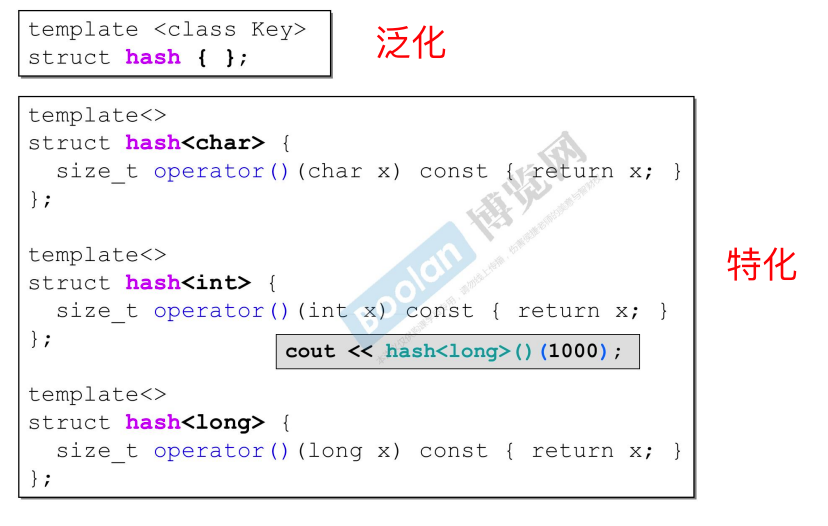 template <class Key>
struct hash { };
泛化
template<>
struct hash<char> {
size_t operator()(char x) const { return x; }
};
template<>
struct hash<int> {
size_t operator()(int x) const { return x; }
};
cout << hash<long>()(1000);
template<>
struct hash<long> {
size_t operator()(long x) const { return x; }
};
特化
Boolan 博览网